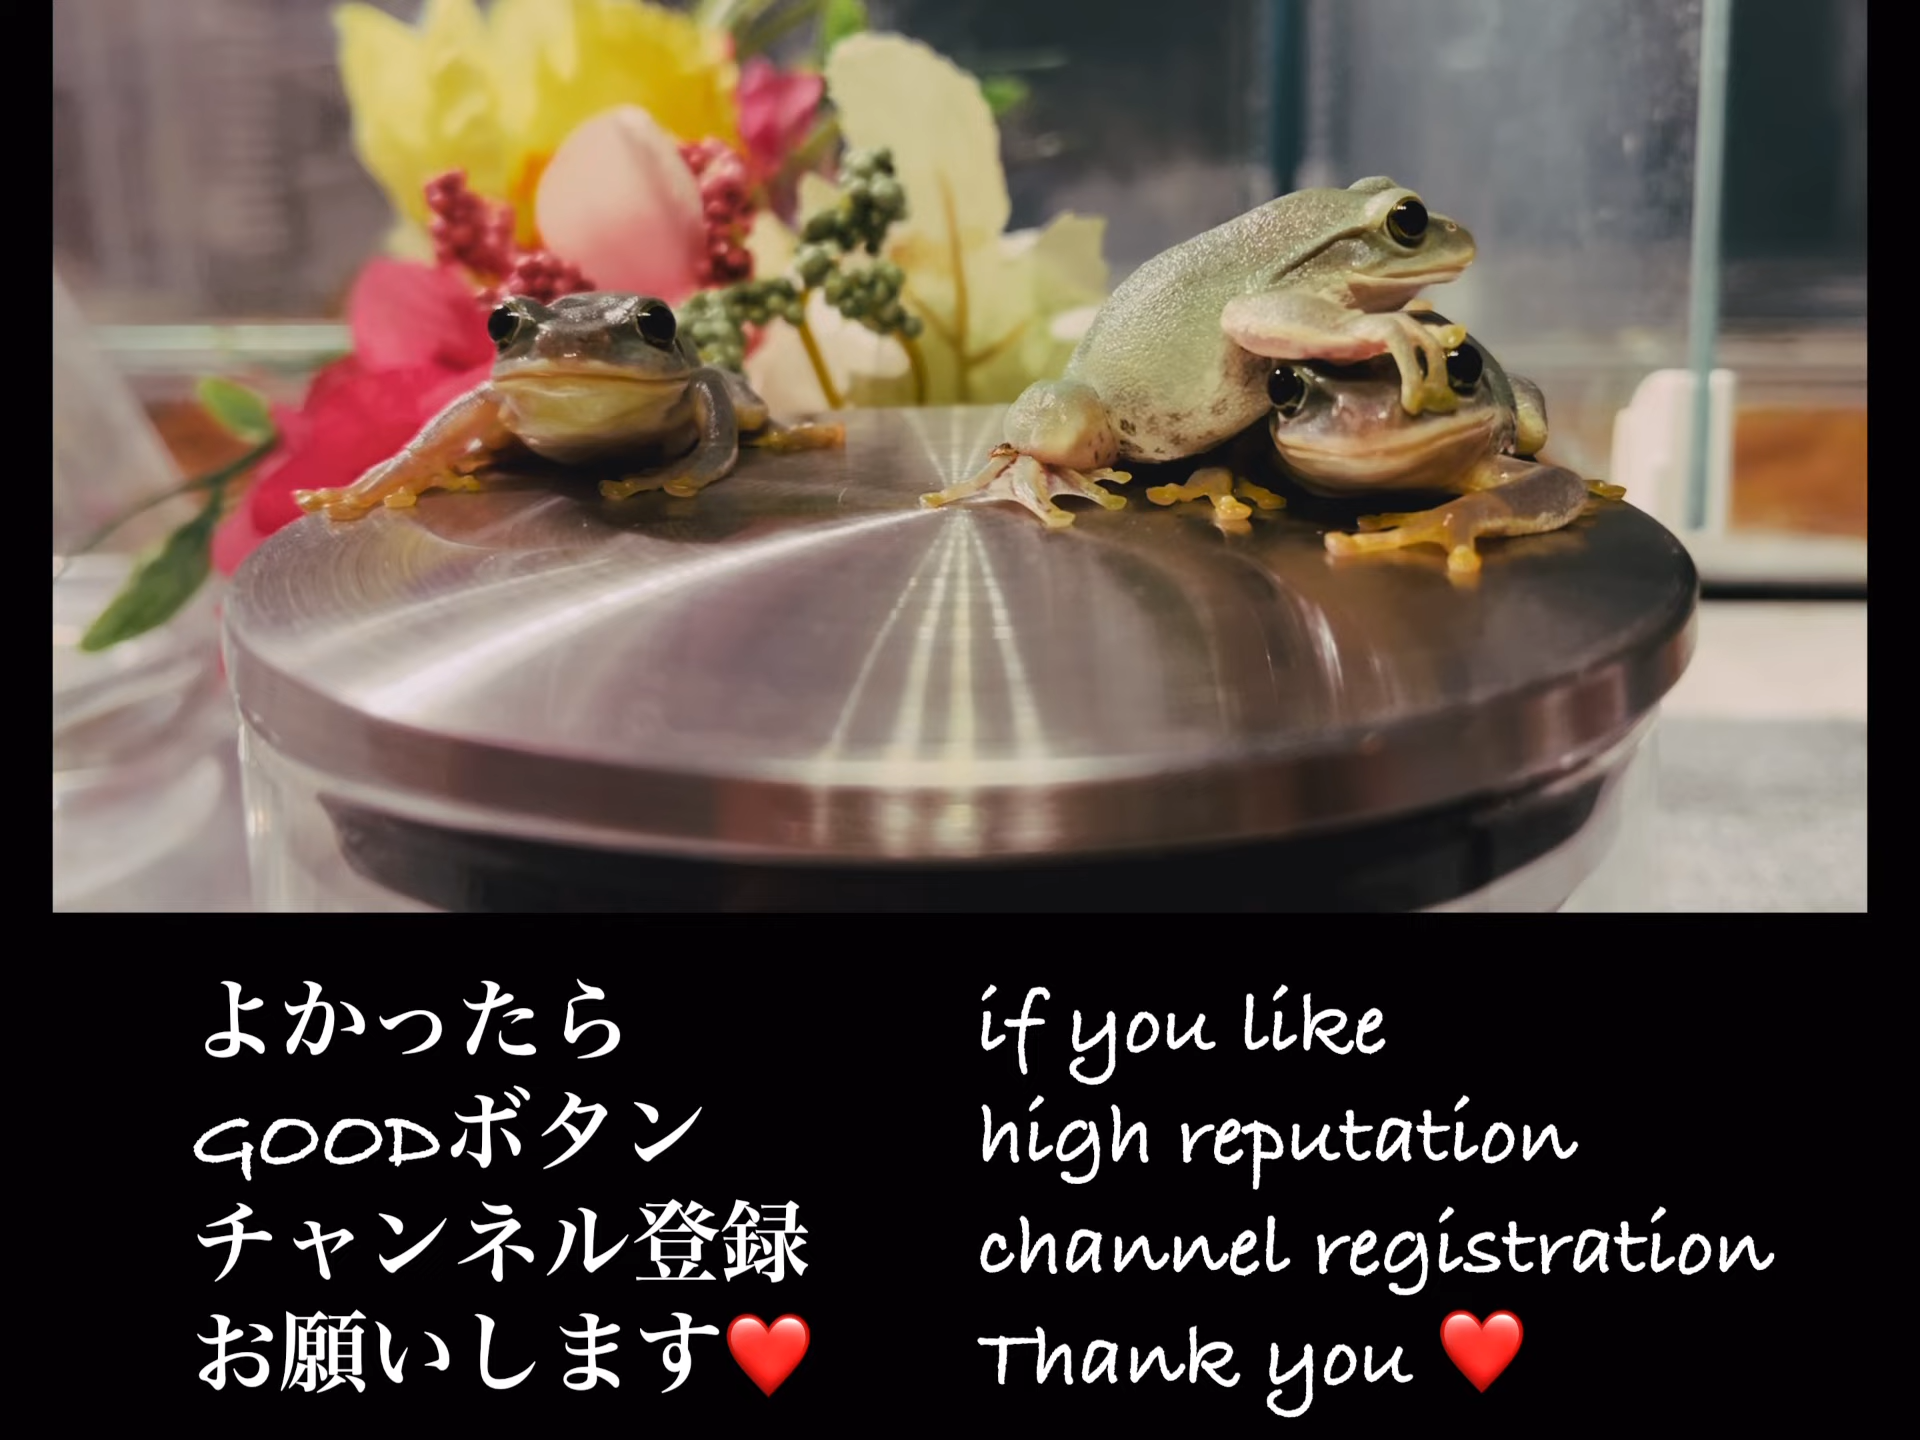 よかったら
GOODボタン
チャンネル登録
お願いします❤️
if you like
high reputation
channel registration
Thank you ❤️